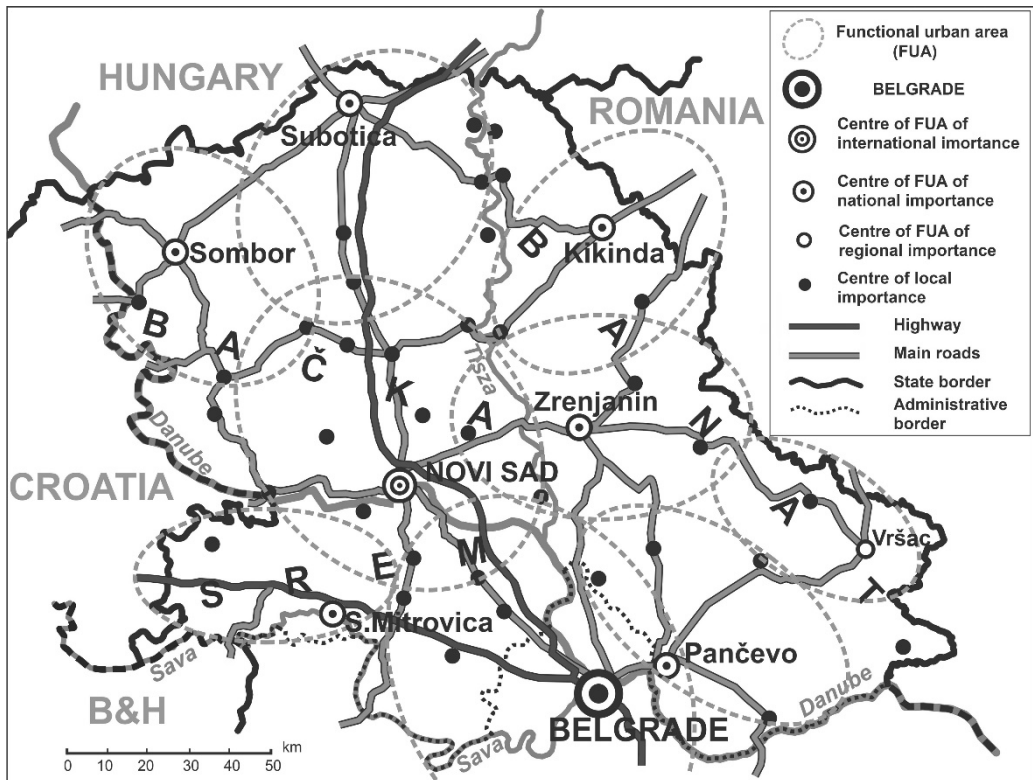 HUNGARY
ROMANIA
Subotica
Sombor
Kikinda
B
B
A
Č
K
A
A
N
A
T
Tisza
Zrenjanin
Danube
NOVI SAD
CROATIA
Vršac
S
R
E
M
S.Mitrovica
Sava
Pančevo
BELGRADE
Danube
B&H
Sava
km
0 10 20 30 40 50
Functional urban area
(FUA)
BELGRADE
Centre of FUA of
international imortance
Centre of FUA of
national importance
Centre of FUA of
regional importance
Centre of local
importance
Highway
Main roads
State border
Administrative
border